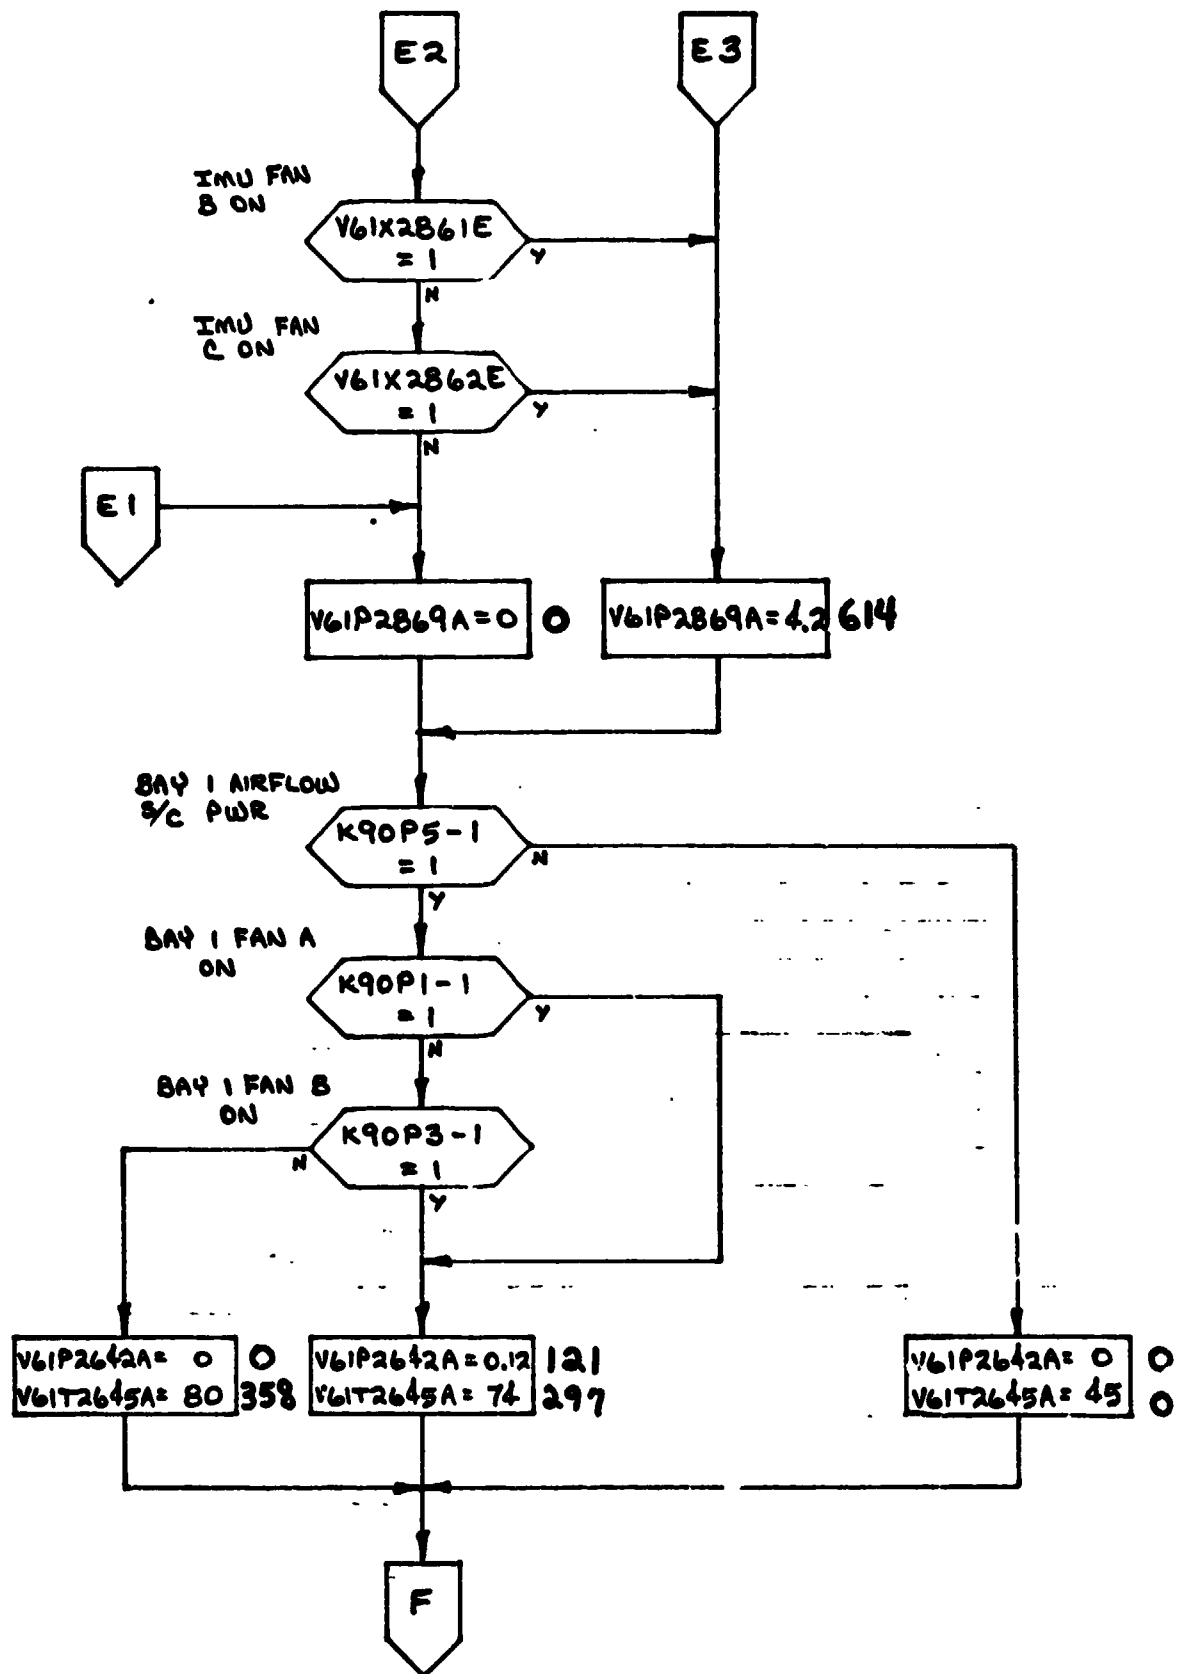 E2
E3
IMU FAN
B ON
V61X2861E
= 1
Y
N
IMU FAN
C ON
V61X2862E
= 1
Y
N
E1
V61P2869A = 0
0
V61P2869A = 4.2
614
BAY 1 AIRFLOW
S/C PWR
K90P5-1
= 1
N
Y
BAY 1 FAN A
ON
K90P1-1
= 1
Y
N
BAY 1 FAN B
ON
K90P3-1
= 1
N
Y
V61P2642A = 0
0
V61T2645A = 80
358
V61P2642A = 0.12
121
V61T2645A = 74
297
V61P2642A = 0
0
V61T2645A = 45
0
F